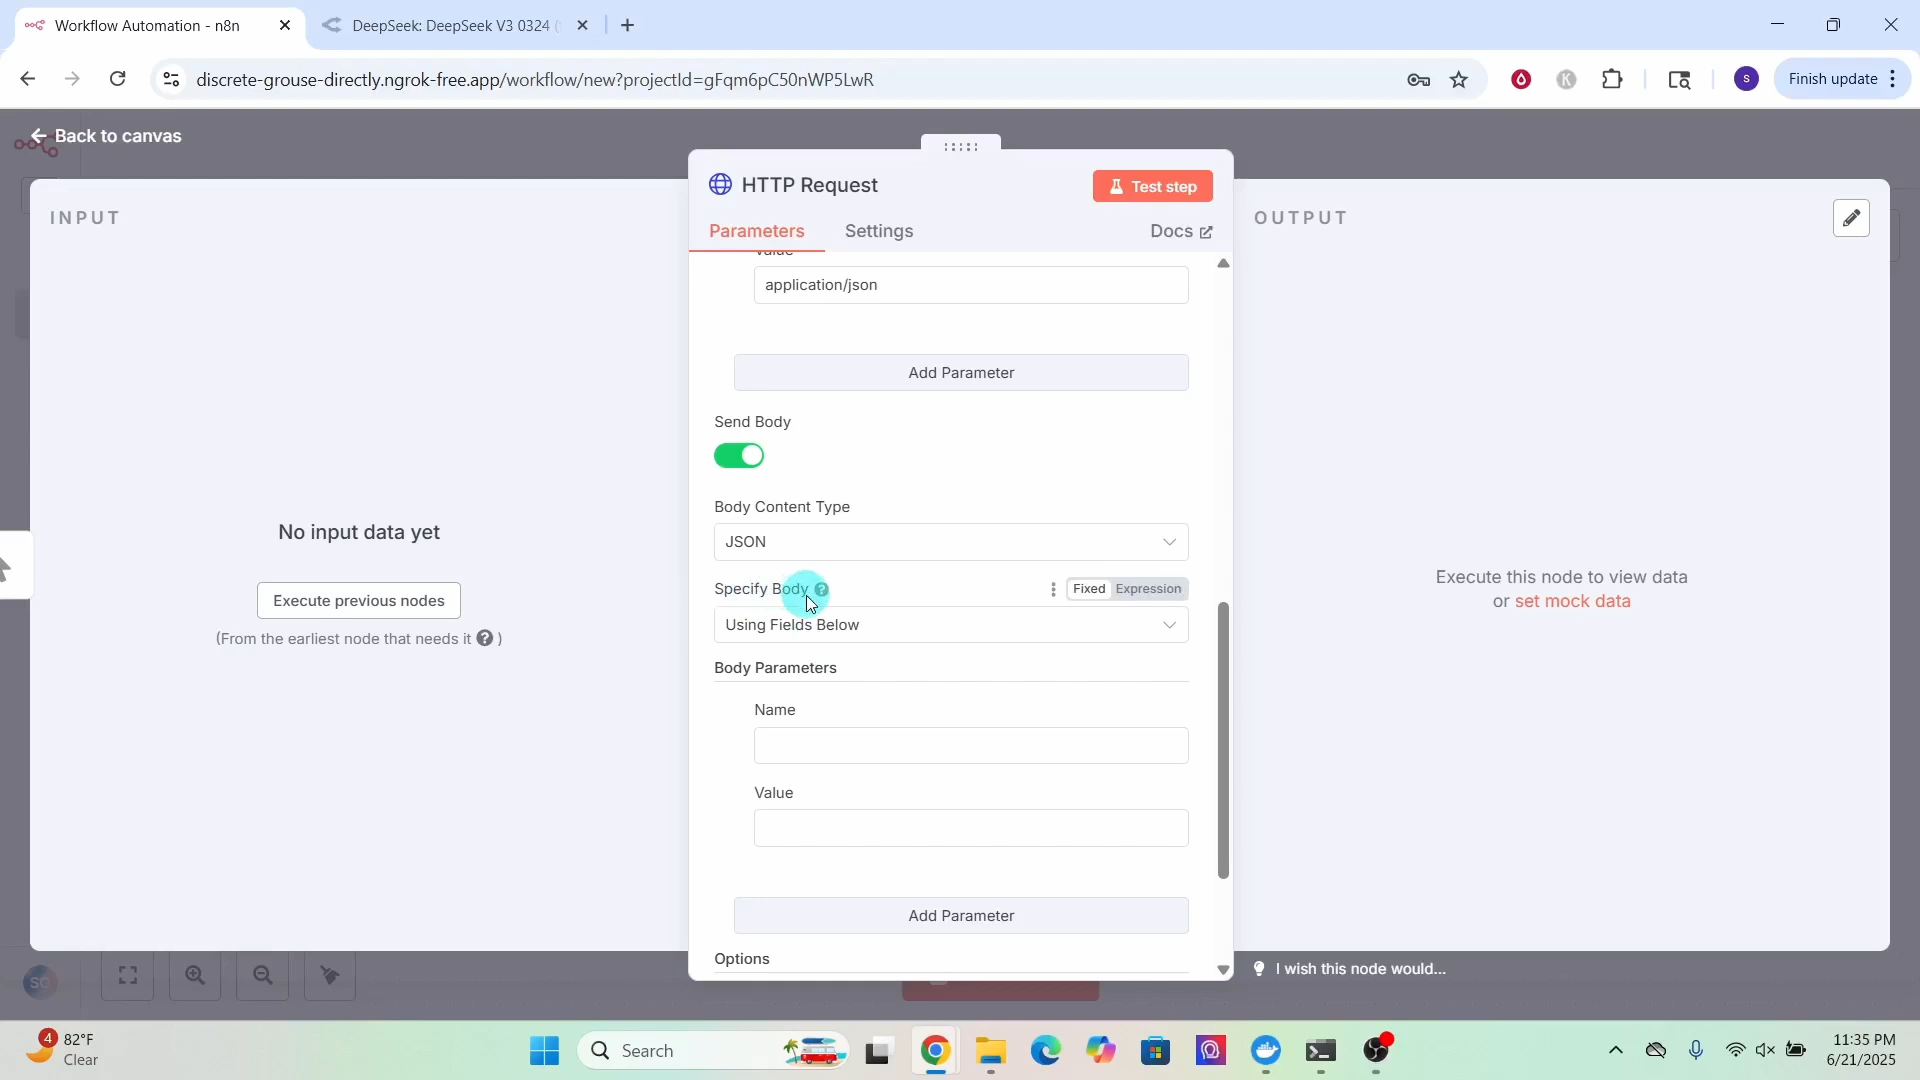 Workflow Automation - n8n
DeepSeek: DeepSeek V3 0324 (
discrete-grouse-directly.ngrok-free.app/workflow/new?projectId=gFqm6pC50nWP5LwR
K
S
Finish update
Back to canvas
INPUT
HTTP Request
Test step
OUTPUT
Parameters
Settings
Docs
Value
application/json
Add Parameter
Send Body
Body Content Type
JSON
No input data yet
Execute previous nodes
(From the earliest node that needs it ? )
Specify Body ?
Fixed
Expression
Using Fields Below
Execute this node to view data
or set mock data
Body Parameters
Name
Value
Add Parameter
Options
I wish this node would...
SG
4
82°F
Clear
Search
11:35 PM
6/21/2025